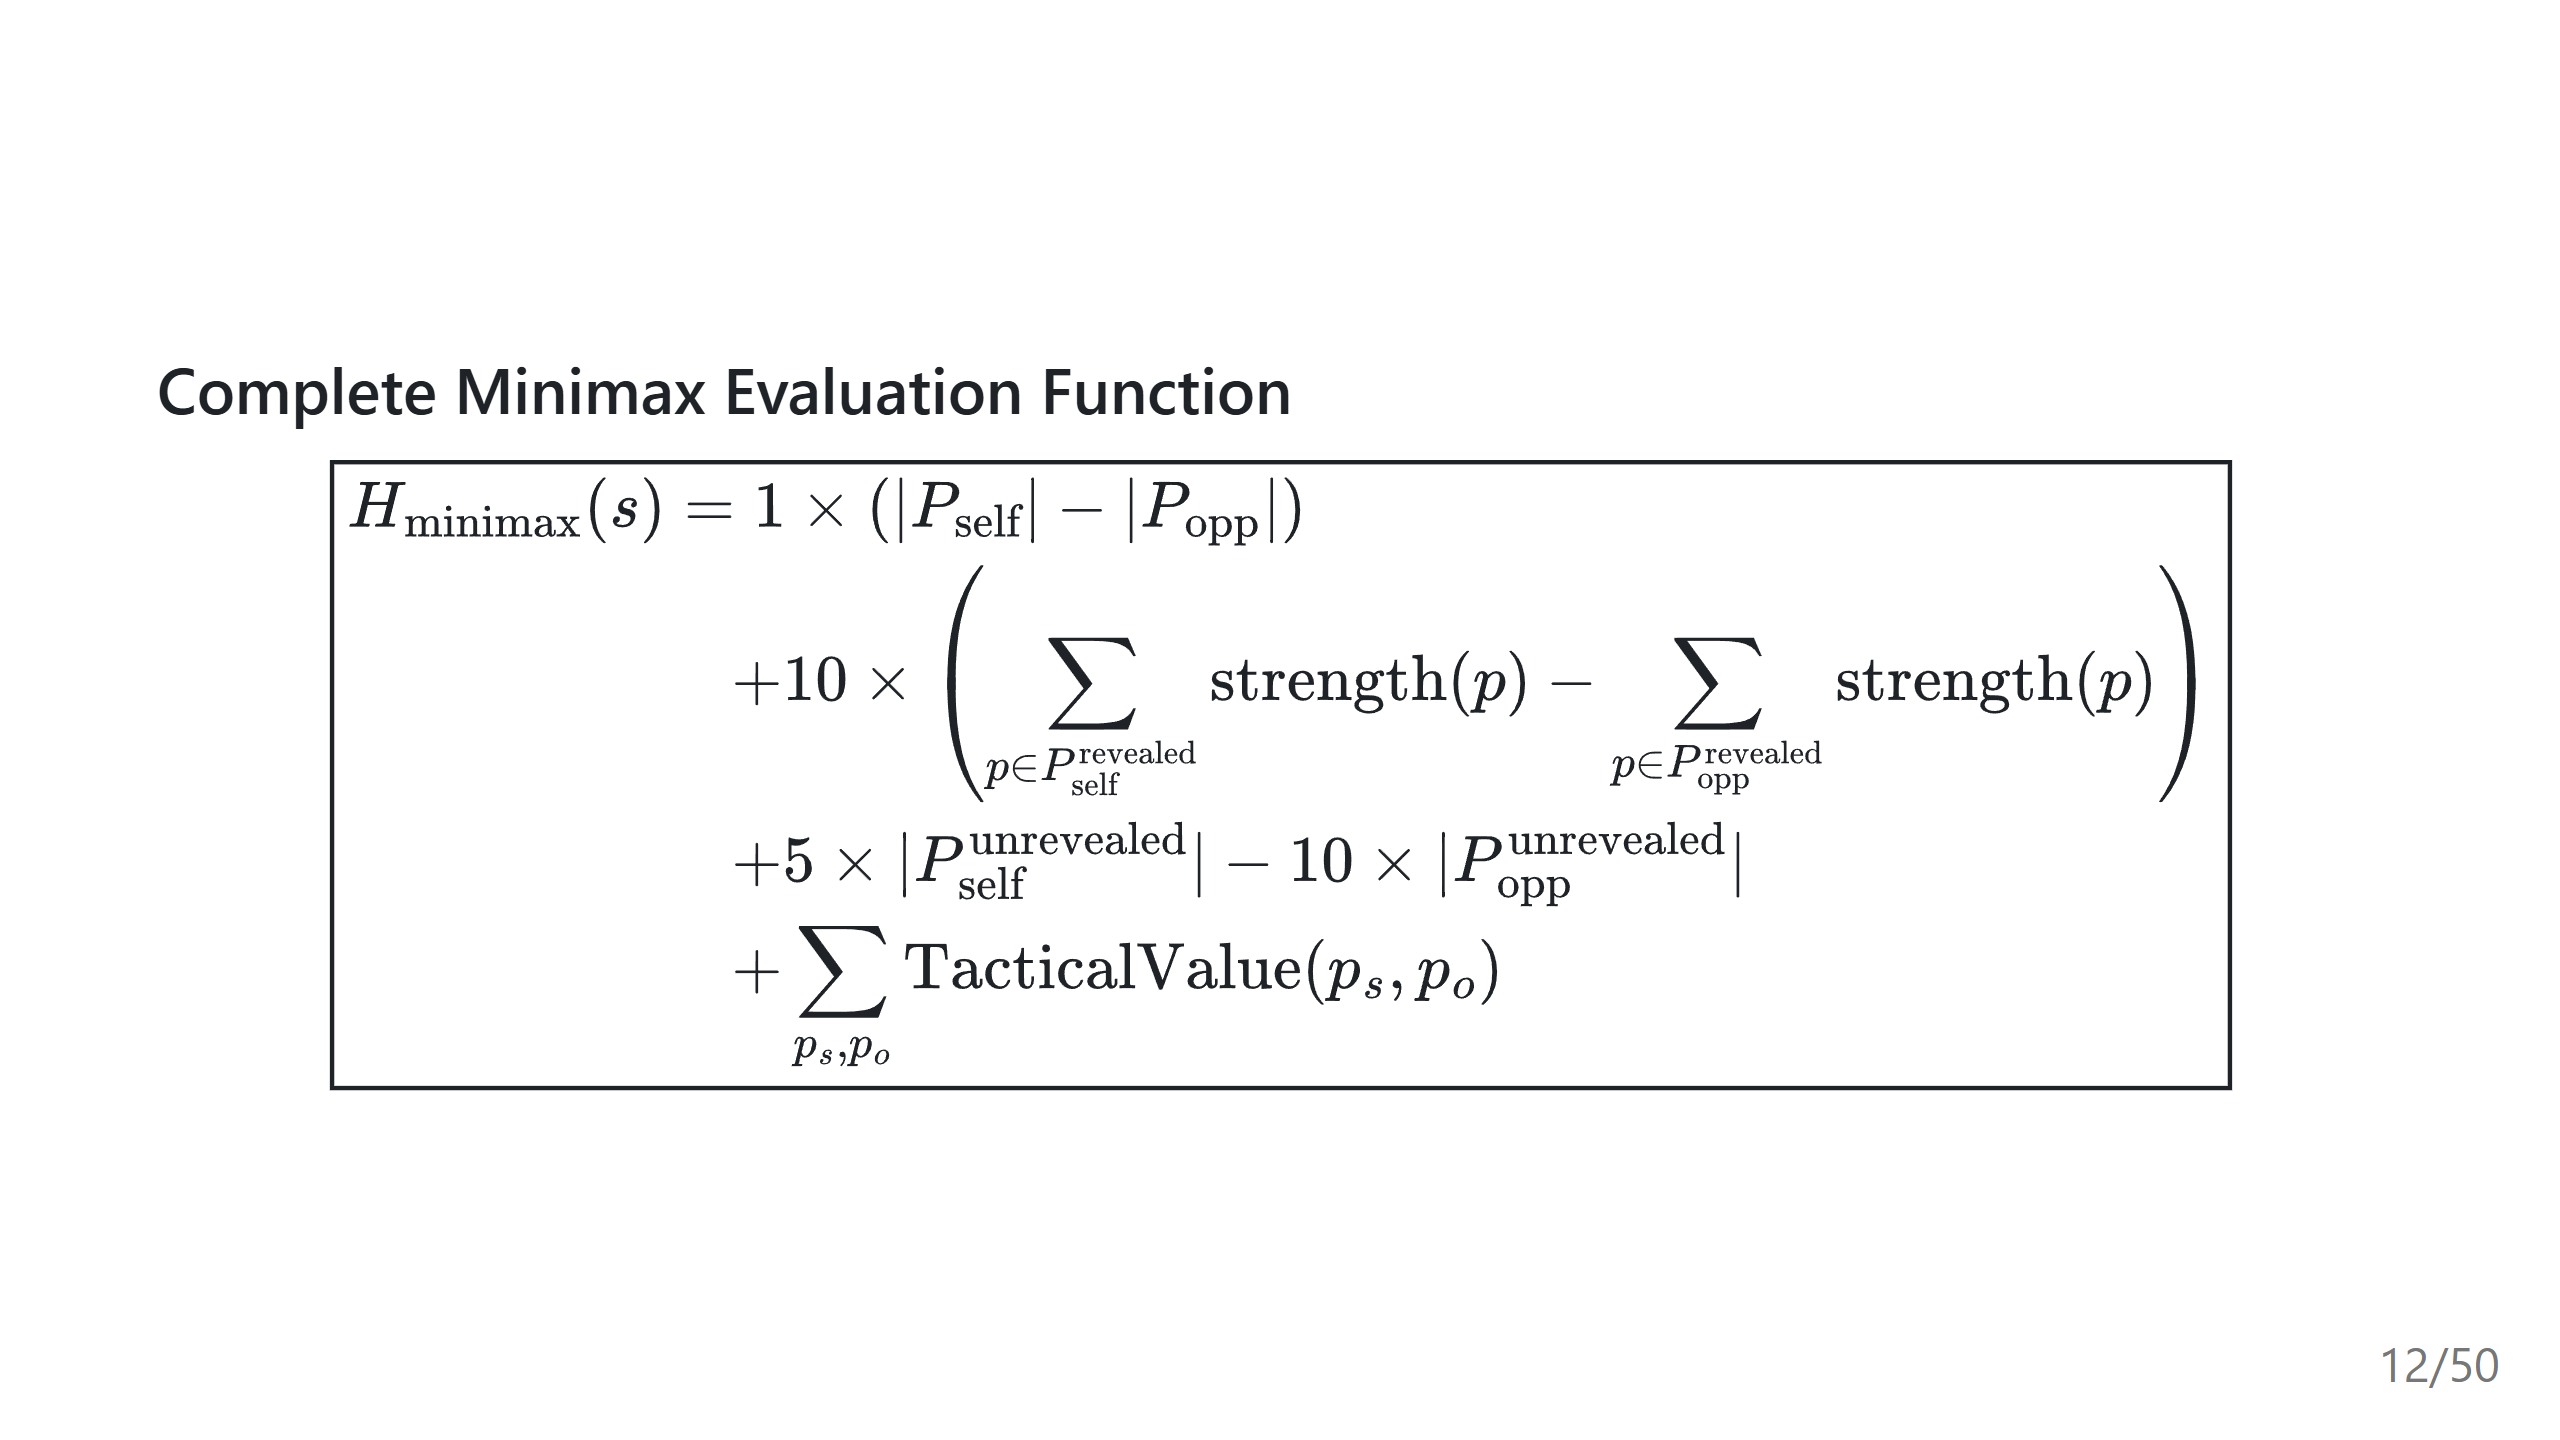 Complete Minimax Evaluation Function
H_minimax(s) = 1 × (|P_self| − |P_opp|)
+10 × ( ∑_{p∈P_self^revealed} strength(p) − ∑_{p∈P_opp^revealed} strength(p) )
+5 × |P_self^unrevealed| − 10 × |P_opp^unrevealed|
+ ∑_{p_s,p_o} TacticalValue(p_s, p_o)
12/50